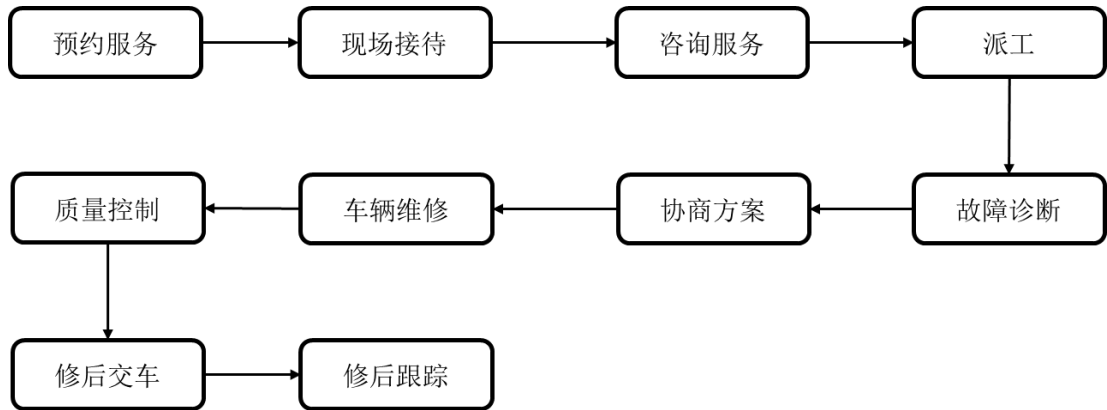 预约服务
现场接待
咨询服务
派工
故障诊断
协商方案
车辆维修
质量控制
修后交车
修后跟踪